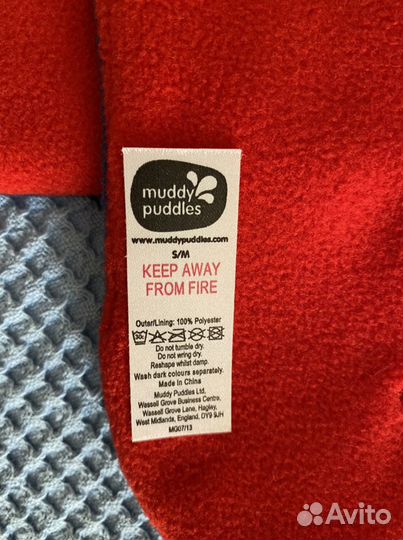 muddy
puddles
www.muddypuddles.com
S/M
KEEP AWAY
FROM FIRE
Outer/Lining: 100% Polyester
30
Do not tumble dry.
Do not wring dry.
Reshape whilst damp.
Wash dark colours separately.
Made in China
Muddy Puddles Ltd,
Wassell Grove Business Centre,
Wassell Grove Lane, Hagley,
West Midlands, England, DY9 9JH
MG07/13
Avito